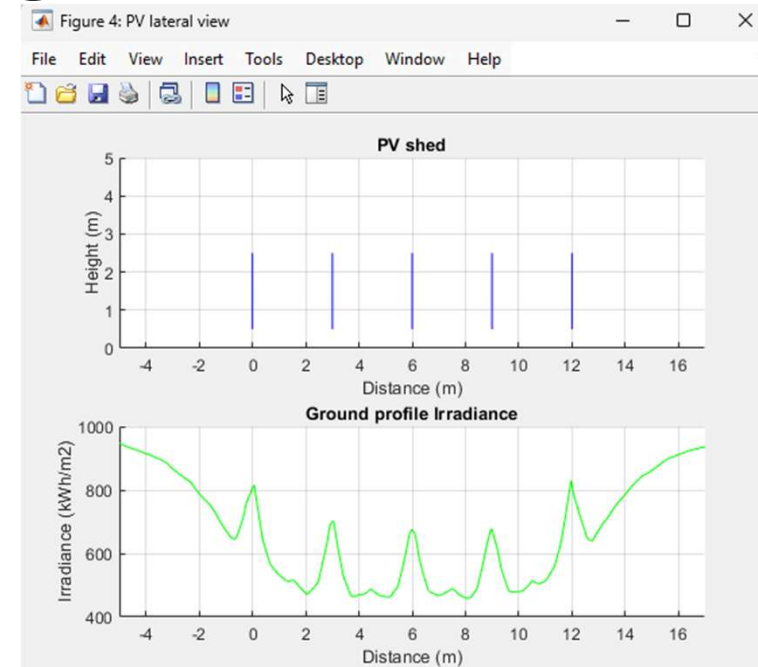 Figure 4: PV lateral view
File Edit View Insert Tools Desktop Window Help
PV shed
5
4
3
2
1
0
Height (m)
-4 -2 0 2 4 6 8 10 12 14 16
Distance (m)
Ground profile Irradiance
1000
800
600
400
Irradiance (kWh/m2)
-4 -2 0 2 4 6 8 10 12 14 16
Distance (m)